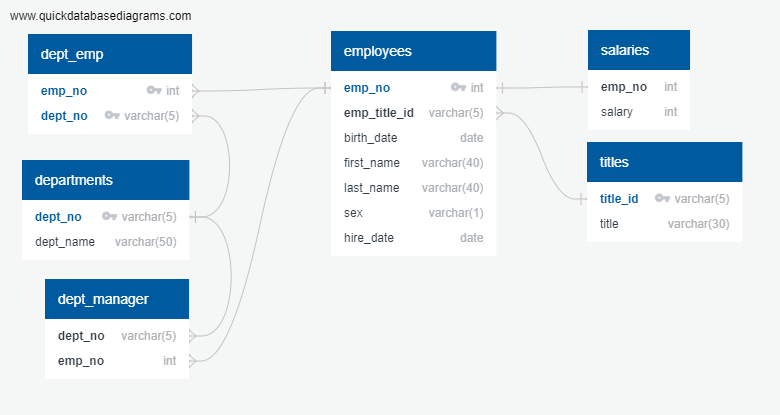 www.quickdatabasediagrams.com
dept_emp
emp_no int
dept_no varchar(5)
departments
dept_no varchar(5)
dept_name varchar(50)
dept_manager
dept_no varchar(5)
emp_no int
employees
emp_no int
emp_title_id varchar(5)
birth_date date
first_name varchar(40)
last_name varchar(40)
sex varchar(1)
hire_date date
salaries
emp_no int
salary int
titles
title_id varchar(5)
title varchar(30)